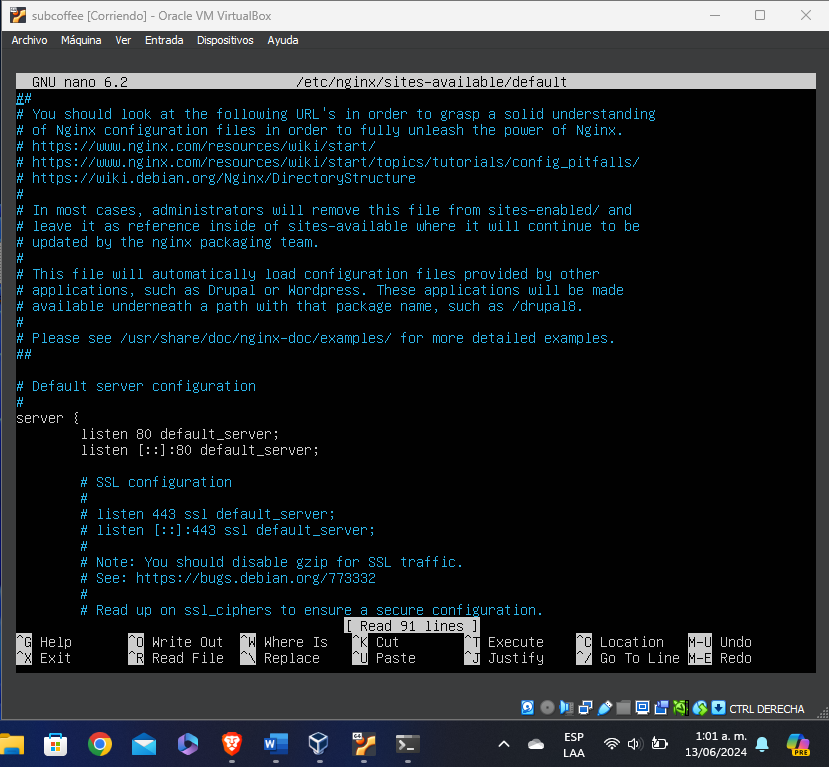 subcoffee [Corriendo] - Oracle VM VirtualBox
Archivo Máquina Ver Entrada Dispositivos Ayuda
GNU nano 6.2 /etc/nginx/sites-available/default
##
# You should look at the following URL's in order to grasp a solid understanding
# of Nginx configuration files in order to fully unleash the power of Nginx.
# https://www.nginx.com/resources/wiki/start/
# https://www.nginx.com/resources/wiki/start/topics/tutorials/config_pitfalls/
# https://wiki.debian.org/Nginx/DirectoryStructure
#
# In most cases, administrators will remove this file from sites-enabled/ and
# leave it as reference inside of sites-available where it will continue to be
# updated by the nginx packaging team.
#
# This file will automatically load configuration files provided by other
# applications, such as Drupal or Wordpress. These applications will be made
# available underneath a path with that package name, such as /drupal8.
#
# Please see /usr/share/doc/nginx-doc/examples/ for more detailed examples.
##
# Default server configuration
#
server {
listen 80 default_server;
listen [::]:80 default_server;
# SSL configuration
#
# listen 443 ssl default_server;
# listen [::]:443 ssl default_server;
#
# Note: You should disable gzip for SSL traffic.
# See: https://bugs.debian.org/773332
#
# Read up on ssl_ciphers to ensure a secure configuration.
[ Read 91 lines ]
^G Help ^O Write Out ^W Where Is ^K Cut ^T Execute ^C Location M-U Undo
^X Exit ^R Read File ^\ Replace ^U Paste ^J Justify ^/ Go To Line M-E Redo
CTRL DERECHA
ESP
LAA
1:01 a. m.
13/06/2024
PRE